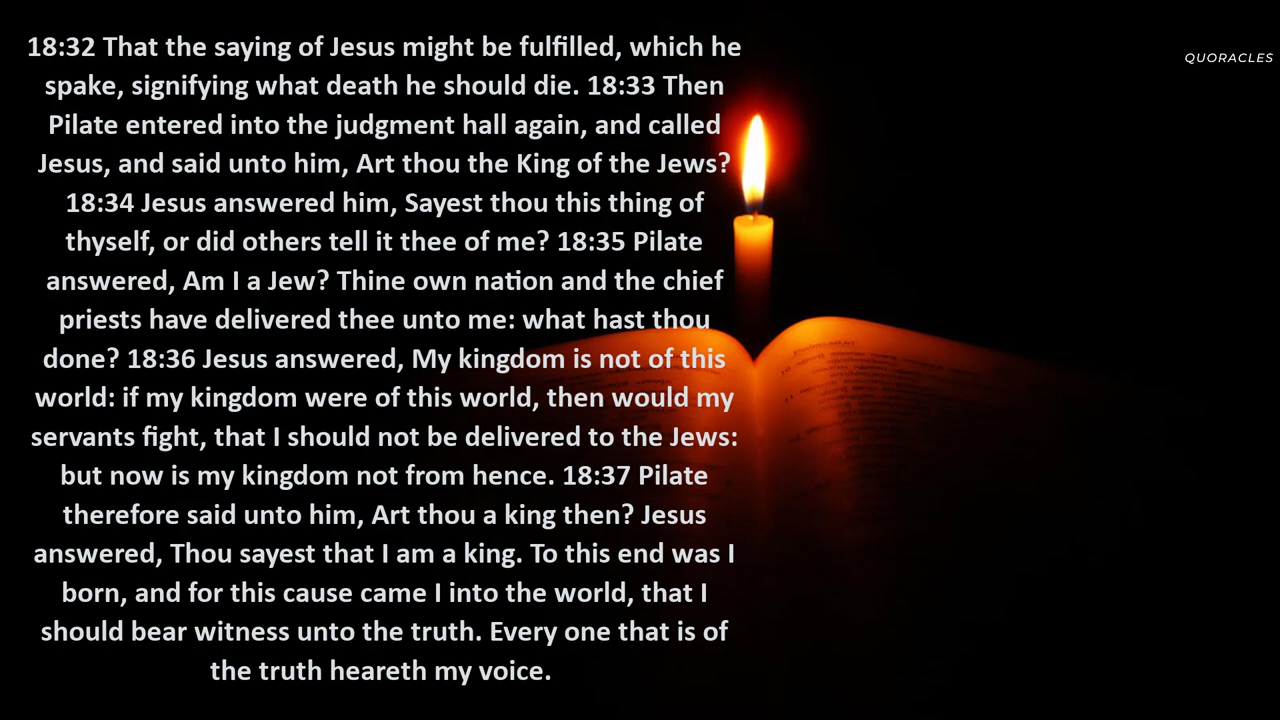 18:32 That the saying of Jesus might be fulfilled, which he
spake, signifying what death he should die. 18:33 Then
Pilate entered into the judgment hall again, and called
Jesus, and said unto him, Art thou the King of the Jews?
18:34 Jesus answered him, Sayest thou this thing of
thyself, or did others tell it thee of me? 18:35 Pilate
answered, Am I a Jew? Thine own nation and the chief
priests have delivered thee unto me: what hast thou
done? 18:36 Jesus answered, My kingdom is not of this
world: if my kingdom were of this world, then would my
servants fight, that I should not be delivered to the Jews:
but now is my kingdom not from hence. 18:37 Pilate
therefore said unto him, Art thou a king then? Jesus
answered, Thou sayest that I am a king. To this end was I
born, and for this cause came I into the world, that I
should bear witness unto the truth. Every one that is of
the truth heareth my voice.
QUORACLES